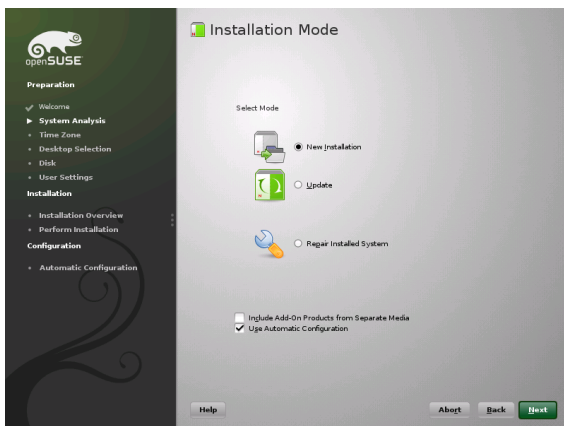 openSUSE
Preparation
Welcome
System Analysis
Time Zone
Desktop Selection
Disk
User Settings
Installation
Installation Overview
Perform Installation
Configuration
Automatic Configuration
Installation Mode
Select Mode
New Installation
Update
Repair Installed System
Include Add-On Products from Separate Media
Use Automatic Configuration
Help
Abort
Back
Next